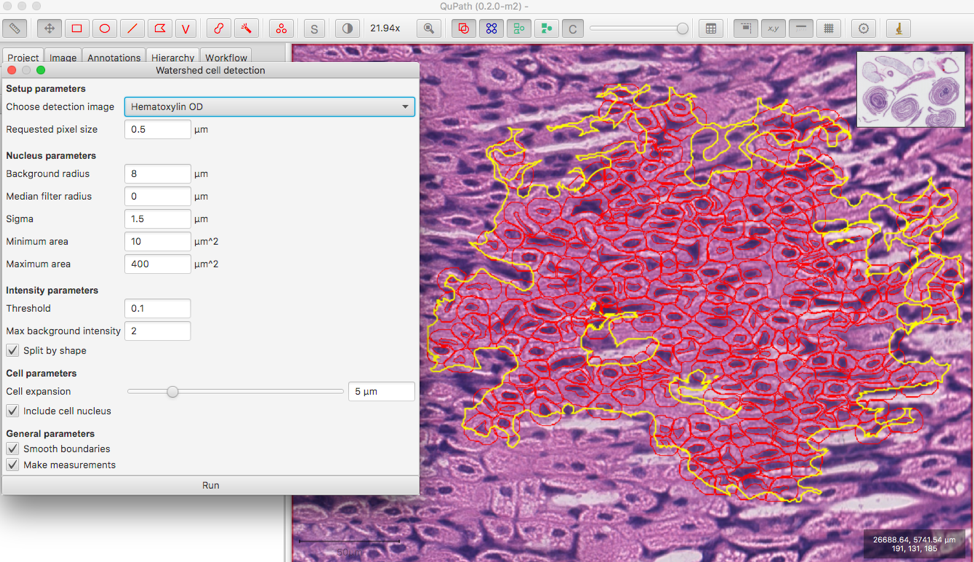 QuPath (0.2.0-m2) -
S
21.94x
C
x,y
Project Image Annotations Hierarchy Workflow
Watershed cell detection
Setup parameters
Choose detection image Hematoxylin OD
Requested pixel size 0.5 µm
Nucleus parameters
Background radius 8 µm
Median filter radius 0 µm
Sigma 1.5 µm
Minimum area 10 µm^2
Maximum area 400 µm^2
Intensity parameters
Threshold 0.1
Max background intensity 2
Split by shape
Cell parameters
Cell expansion 5 µm
Include cell nucleus
General parameters
Smooth boundaries
Make measurements
Run
26688.64, 5741.54 µm
191, 131, 185